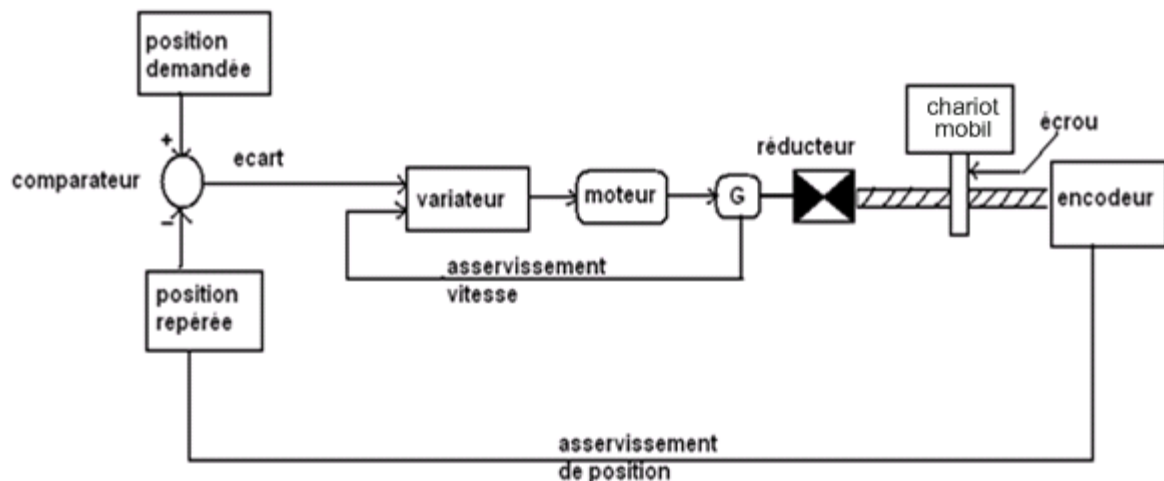 position
demandée
+
comparateur
ecart
−
position
repérée
variateur
moteur
G
réducteur
chariot
mobil
écrou
encodeur
asservissement
vitesse
asservissement
de position